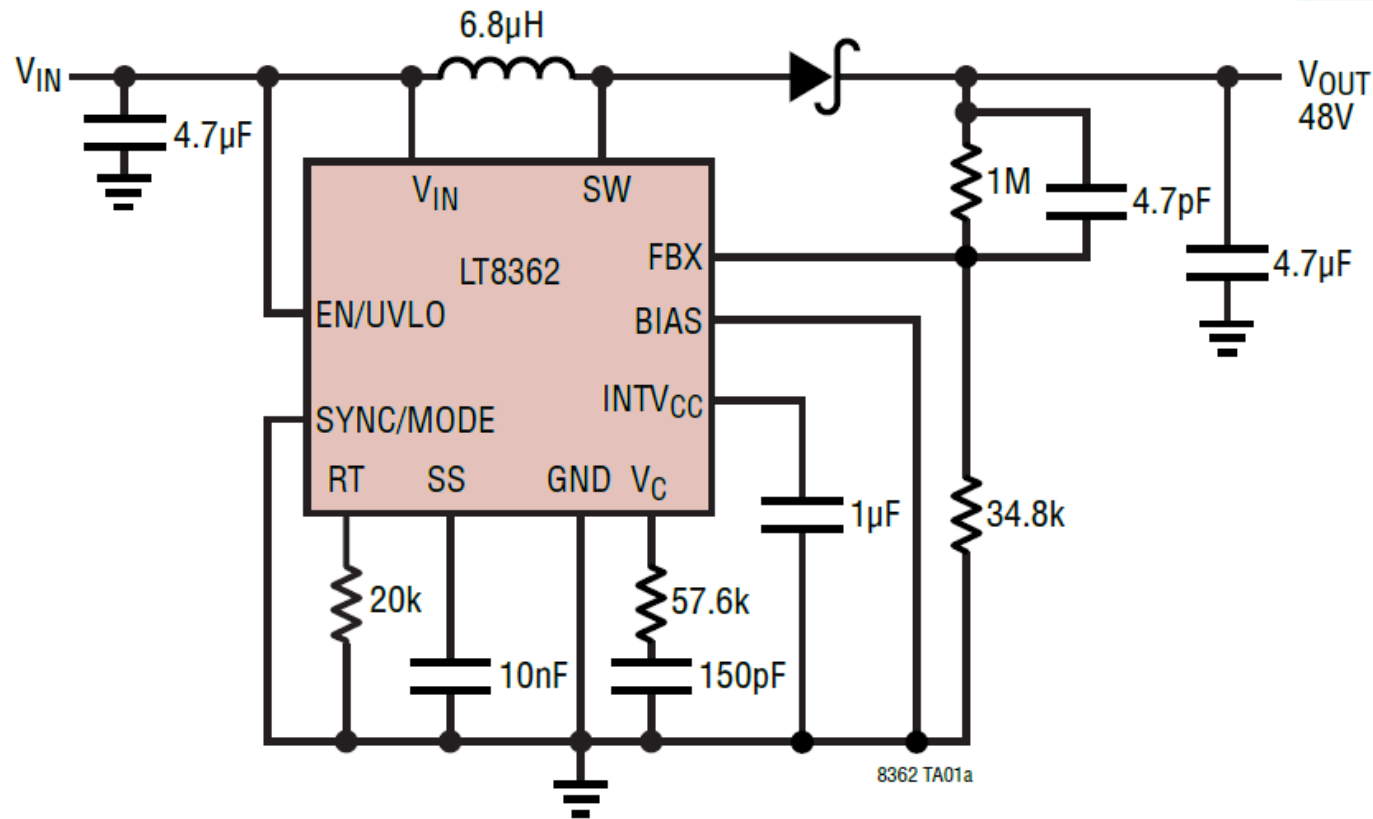 6.8µH
VIN
VOUT
48V
4.7µF
VIN
SW
1M
4.7pF
FBX
LT8362
4.7µF
EN/UVLO
BIAS
INTVCC
SYNC/MODE
RT
SS
GND
VC
1µF
34.8k
20k
57.6k
10nF
150pF
8362 TA01a